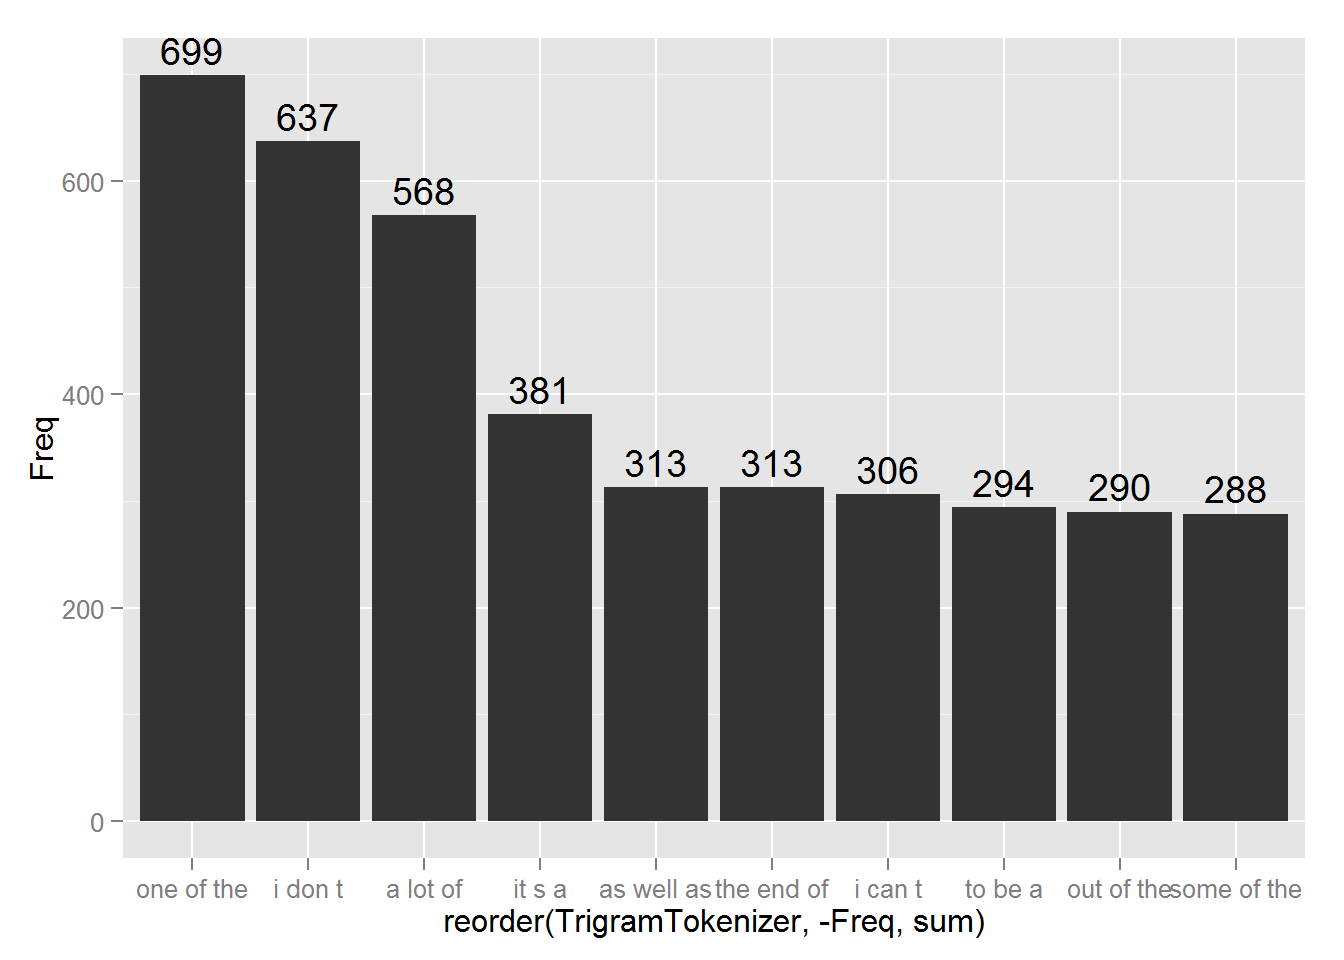 699
637
568
381
313
313
306
294
290
288
600
400
200
0
Freq
one of the
i don t
a lot of
it s a
as well as
the end of
i can t
to be a
out of the
some of the
reorder(TrigramTokenizer, -Freq, sum)